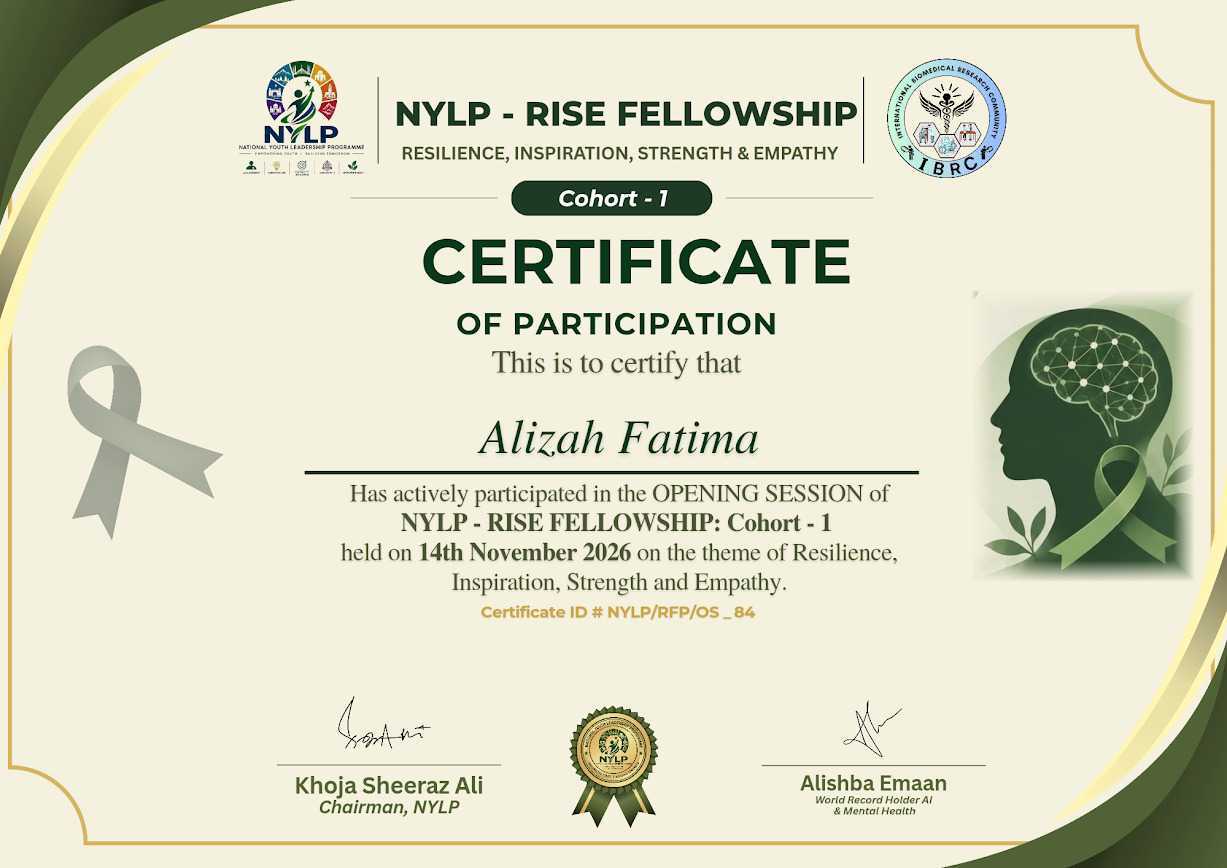 NYLP
NATIONAL YOUTH LEADERSHIP PROGRAMME
NYLP - RISE FELLOWSHIP
RESILIENCE, INSPIRATION, STRENGTH & EMPATHY
INTERNATIONAL BIOMEDICAL RESEARCH COMMUNITY
IBRC
Cohort - 1
CERTIFICATE
OF PARTICIPATION
This is to certify that
Alizah Fatima
Has actively participated in the OPENING SESSION of
NYLP - RISE FELLOWSHIP: Cohort - 1
held on 14th November 2026 on the theme of Resilience,
Inspiration, Strength and Empathy.
Certificate ID # NYLP/RFP/OS _ 84
Khoja Sheeraz Ali
Chairman, NYLP
NYLP
Alishba Emaan
World Record Holder AI
& Mental Health